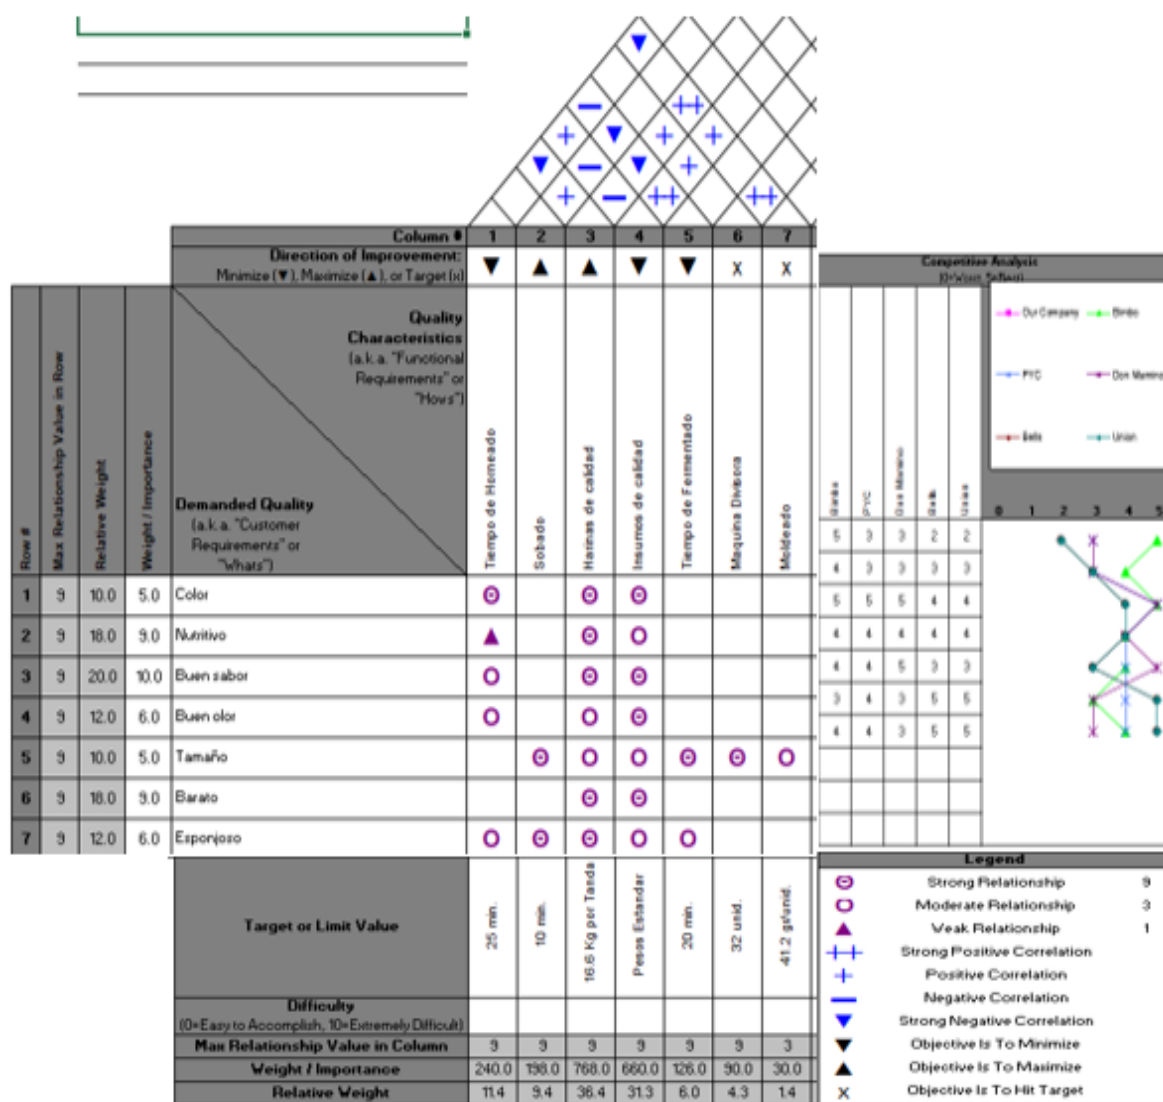 Column # 1 2 3 4 5 6 7
Direction of Improvement:
Minimize (▼), Maximize (▲), or Target (x) ▼ ▲ ▲ ▼ ▼ X X
Quality
Characteristics
(a.k.a. "Functional
Requirements" or
"Hows")
Demanded Quality
(a.k.a. "Customer
Requirements" or
"Whats")
Row #
Max Relationship Value in Row
Relative Weight
Weight / Importance
Tiempo de Horneado
Sobado
Harinas de calidad
Insumos de calidad
Tiempo de Fermentado
Maquina Divisora
Moldeado
1 9 10.0 5.0 Color
2 9 18.0 9.0 Nutritivo
3 9 20.0 10.0 Buen sabor
4 9 12.0 6.0 Buen olor
5 9 10.0 5.0 Tamaño
6 9 18.0 9.0 Barato
7 9 12.0 6.0 Esponjoso
Target or Limit Value
25 min.
10 min.
16.6 Kg por Tanda
Pesos Estandar
20 min.
32 unid.
41.2 gr/unid.
Difficulty
(0=Easy to Accomplish, 10=Extremely Difficult)
Max Relationship Value in Column 9 9 9 9 9 9 3
Weight / Importance 240.0 198.0 768.0 660.0 126.0 90.0 30.0
Relative Weight 11.4 9.4 36.4 31.3 6.0 4.3 1.4
Competitive Analysis
(0=Worst, 5=Best)
Our Company Bimbo
PYC Don Mamino
Bells Union
Bimbo
PYC
Don Mamino
Bells
Union
0 1 2 3 4 5
5 3 3 2 2
4 3 3 3 3
5 5 5 4 4
4 4 4 4 4
4 4 5 3 3
3 4 3 5 5
4 4 3 5 5
Legend
Strong Relationship 9
Moderate Relationship 3
Weak Relationship 1
Strong Positive Correlation
Positive Correlation
Negative Correlation
Strong Negative Correlation
Objective Is To Minimize
Objective Is To Maximize
X Objective Is To Hit Target